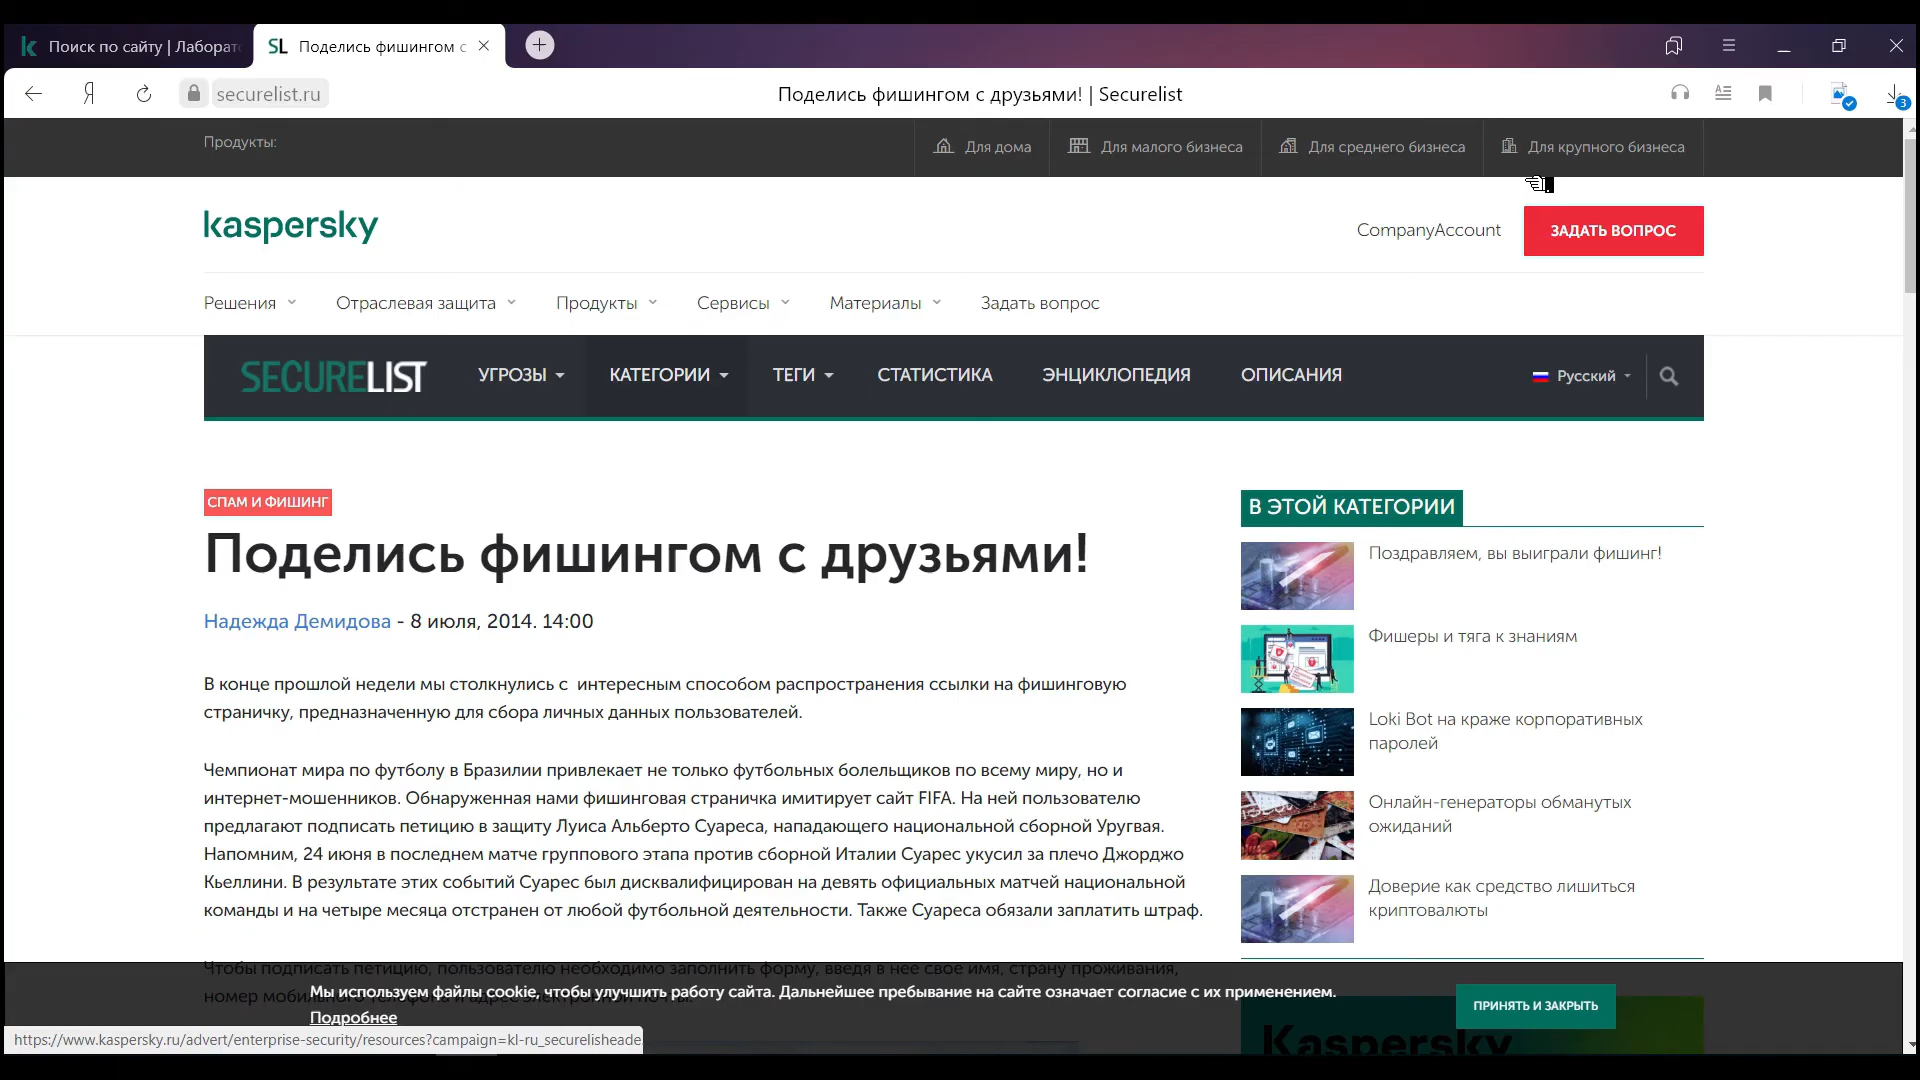 Поиск по сайту | Лаборат
SL Поделись фишингом с
securelist.ru
Поделись фишингом с друзьями! | Securelist
3
Продукты:
Для дома
Для малого бизнеса
Для среднего бизнеса
Для крупного бизнеса
kaspersky
CompanyAccount
ЗАДАТЬ ВОПРОС
Решения
Отраслевая защита
Продукты
Сервисы
Материалы
Задать вопрос
SECURELIST
УГРОЗЫ
КАТЕГОРИИ
ТЕГИ
СТАТИСТИКА
ЭНЦИКЛОПЕДИЯ
ОПИСАНИЯ
Русский
СПАМ И ФИШИНГ
Поделись фишингом с друзьями!
Надежда Демидова - 8 июля, 2014. 14:00
В конце прошлой недели мы столкнулись с интересным способом распространения ссылки на фишинговую
страничку, предназначенную для сбора личных данных пользователей.
Чемпионат мира по футболу в Бразилии привлекает не только футбольных болельщиков по всему миру, но и
интернет-мошенников. Обнаруженная нами фишинговая страничка имитирует сайт FIFA. На ней пользователю
предлагают подписать петицию в защиту Луиса Альберто Суареса, нападающего национальной сборной Уругвая.
Напомним, 24 июня в последнем матче группового этапа против сборной Италии Суарес укусил за плечо Джорджо
Кьеллини. В результате этих событий Суарес был дисквалифицирован на девять официальных матчей национальной
команды и на четыре месяца отстранен от любой футбольной деятельности. Также Суареса обязали заплатить штраф.
Чтобы подписать петицию, пользователю необходимо заполнить форму, введя в нее свое имя, страну проживания,
номер
В ЭТОЙ КАТЕГОРИИ
Поздравляем, вы выиграли фишинг!
Фишеры и тяга к знаниям
Loki Bot на краже корпоративных
паролей
Онлайн-генераторы обманутых
ожиданий
Доверие как средство лишиться
криптовалюты
Kaspersky
Мы используем файлы cookie, чтобы улучшить работу сайта. Дальнейшее пребывание на сайте означает согласие с их применением.
Подробнее
ПРИНЯТЬ И ЗАКРЫТЬ
https://www.kaspersky.ru/advert/enterprise-security/resources?campaign=kl-ru_securelisheade